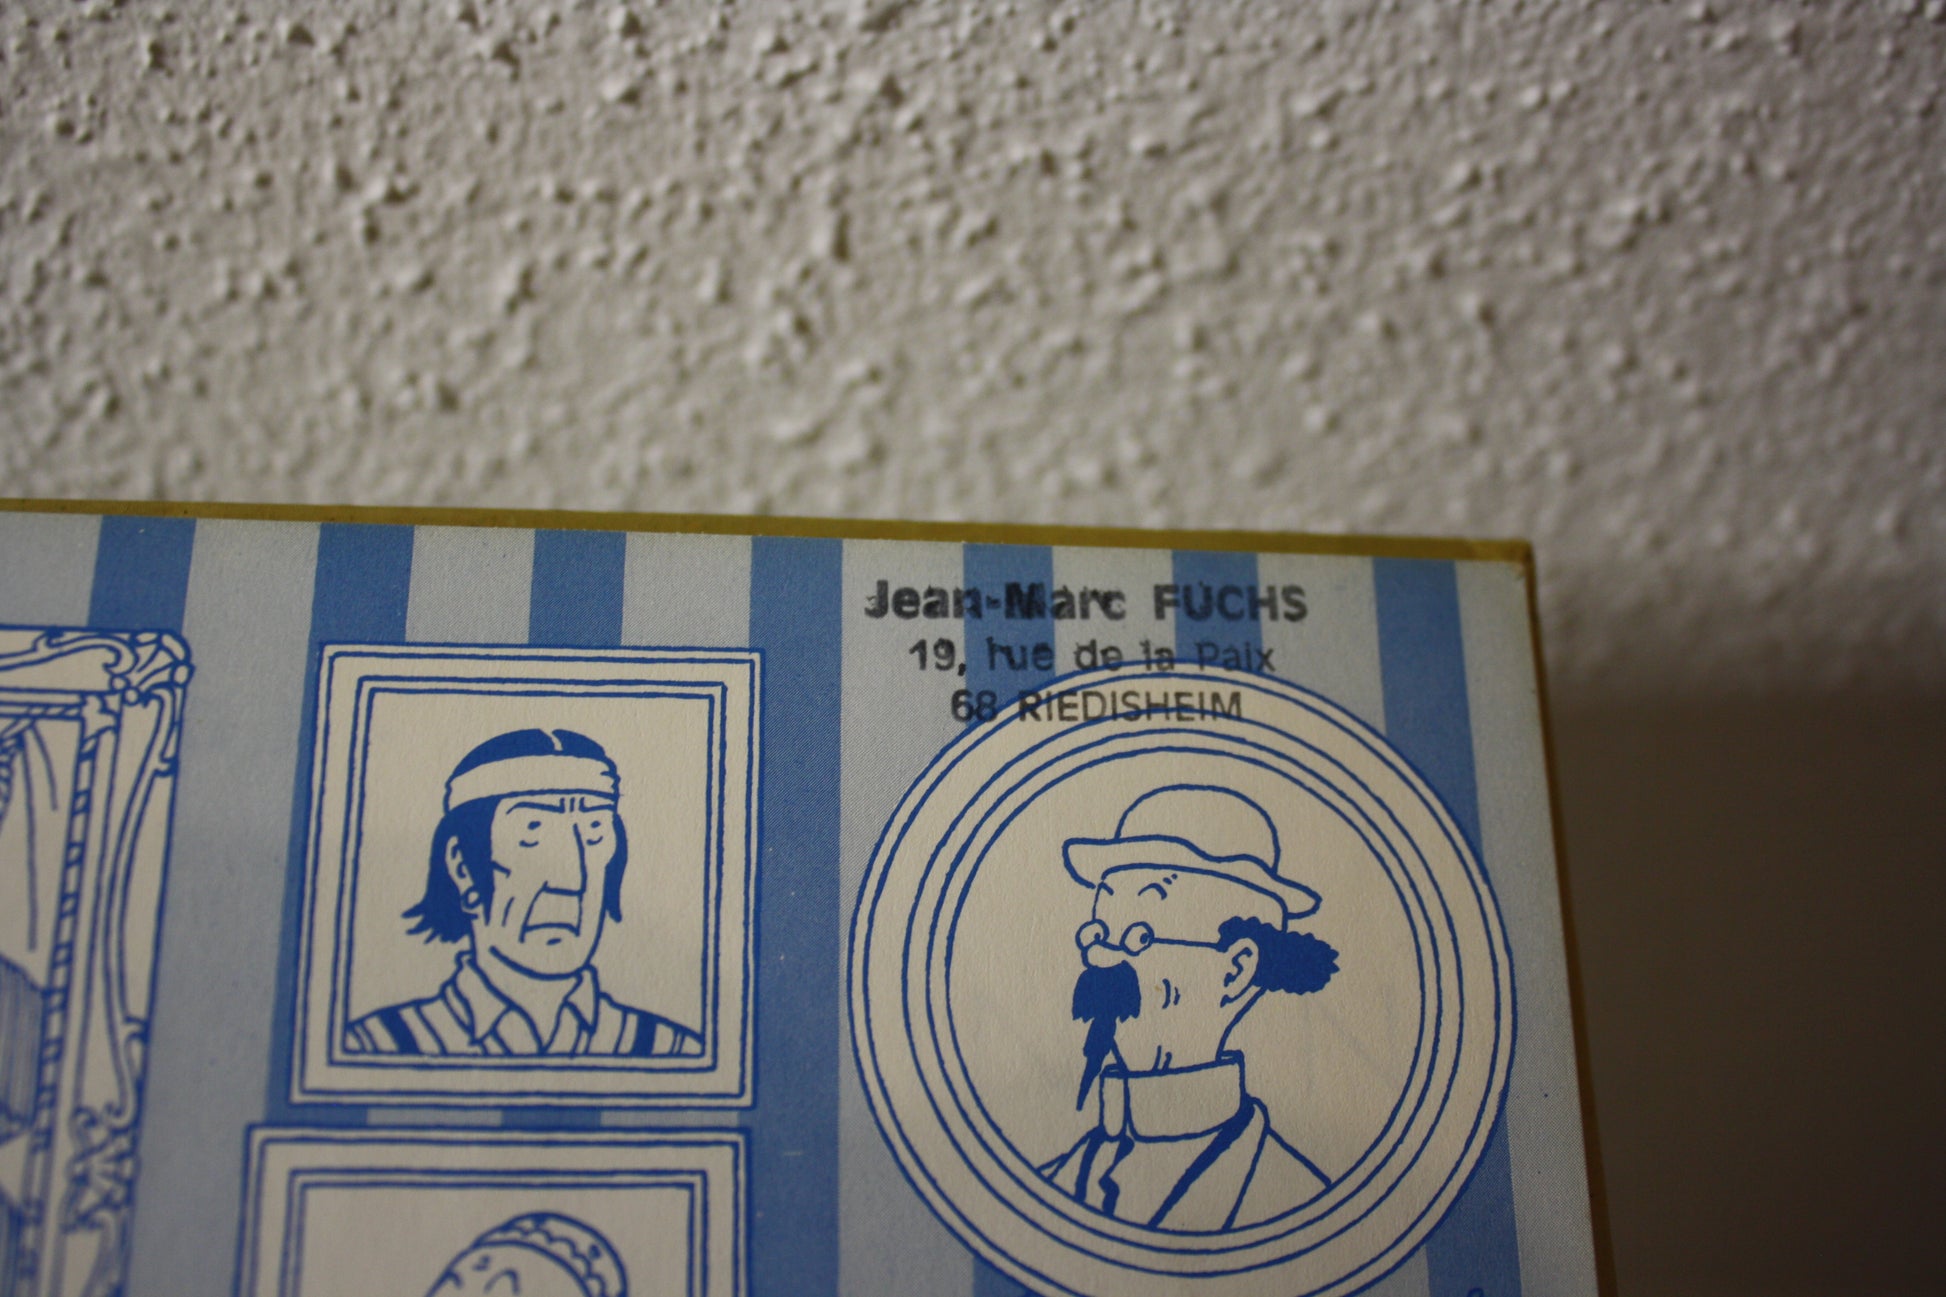 Jean-Marc FUCHS
19, rue de la Paix
68 RIEDISHEIM